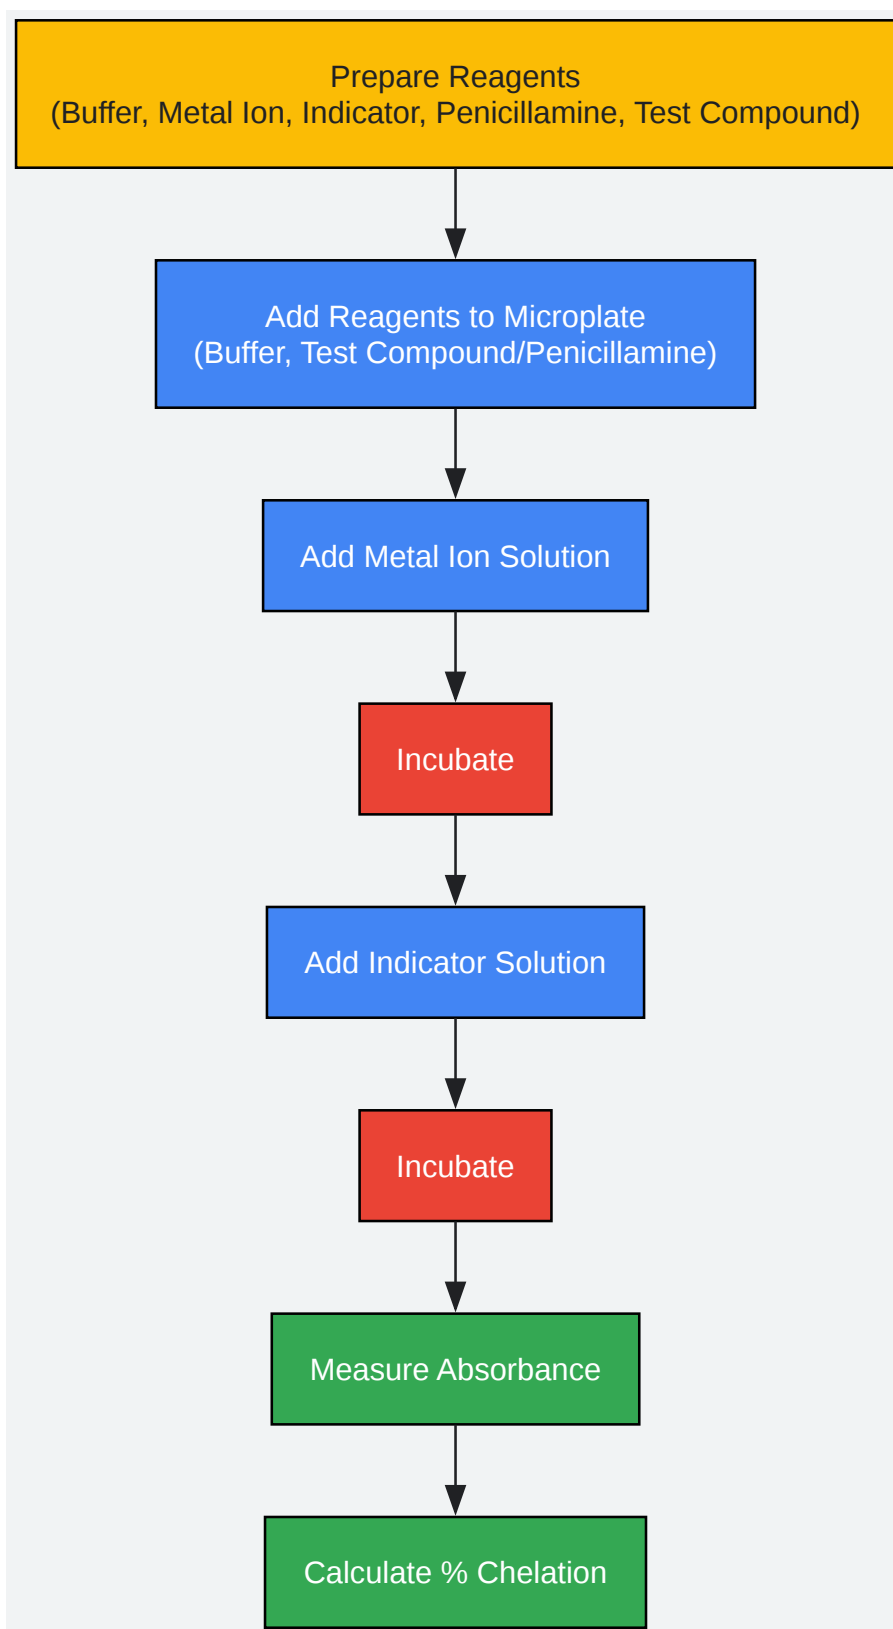 Prepare Reagents
(Buffer, Metal Ion, Indicator, Penicillamine, Test Compound)
Add Reagents to Microplate
(Buffer, Test Compound/Penicillamine)
Add Metal Ion Solution
Incubate
Add Indicator Solution
Incubate
Measure Absorbance
Calculate % Chelation